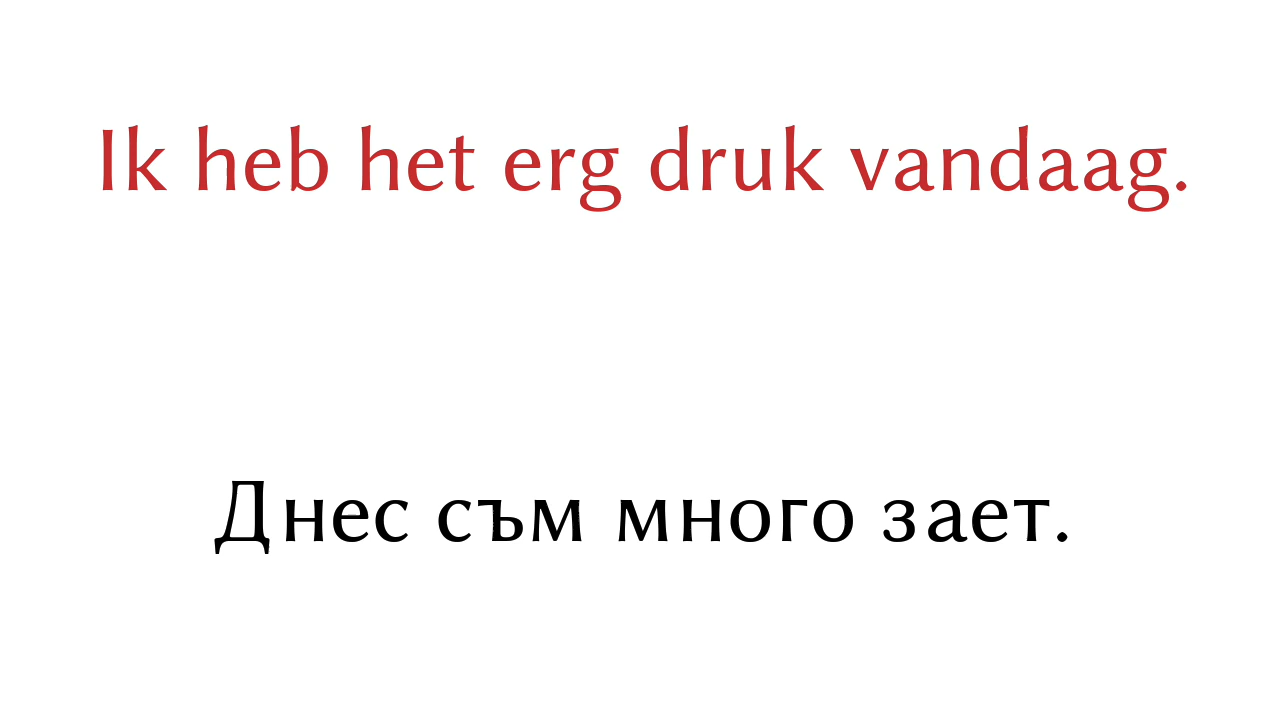 Ik heb het erg druk vandaag.
Днес съм много зает.